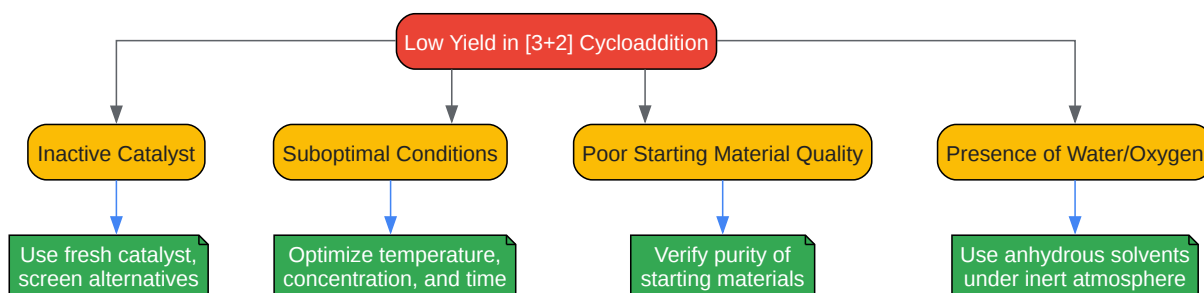 Low Yield in [3+2] Cycloaddition
Inactive Catalyst
Suboptimal Conditions
Poor Starting Material Quality
Presence of Water/Oxygen
Use fresh catalyst,
screen alternatives
Optimize temperature,
concentration, and time
Verify purity of
starting materials
Use anhydrous solvents
under inert atmosphere